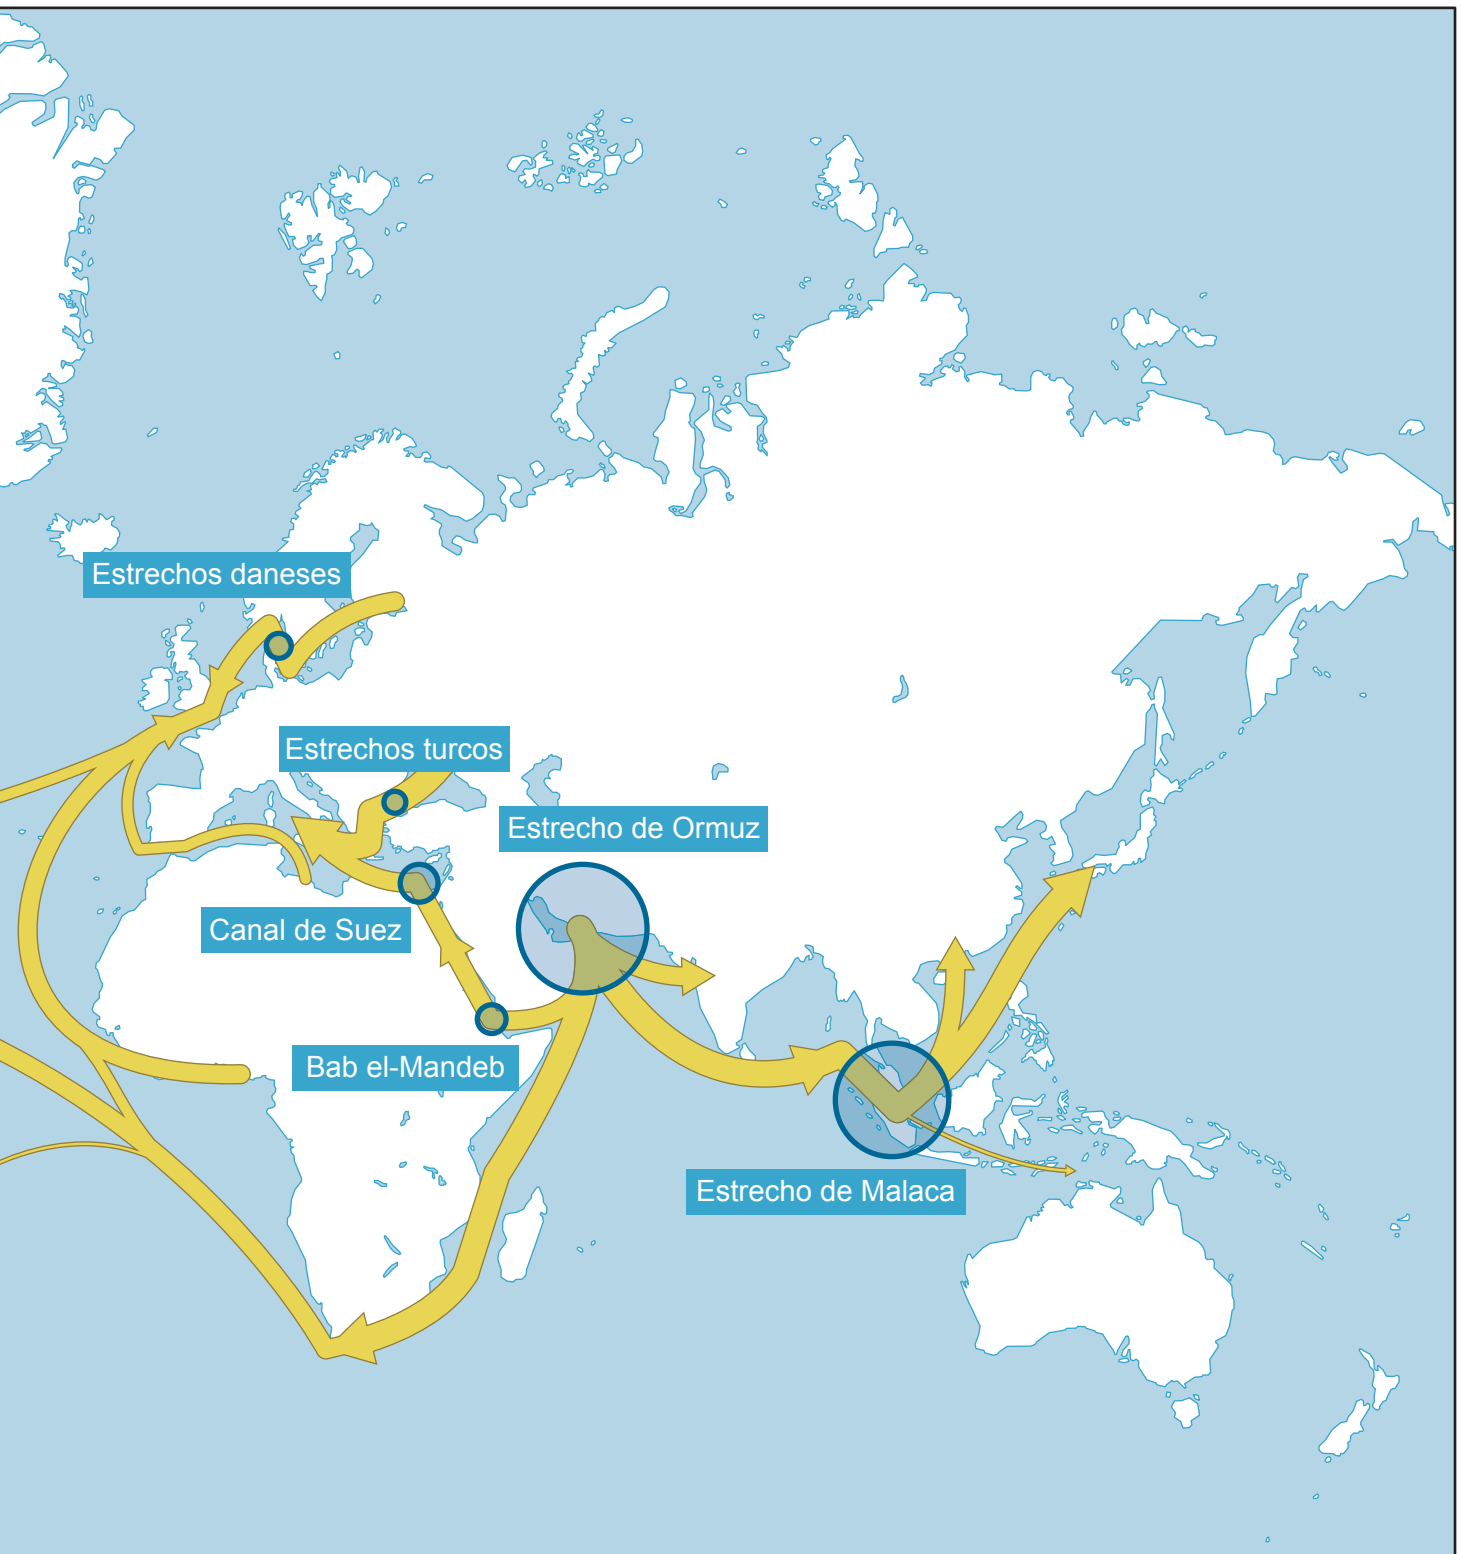 Estrechos daneses
Estrechos turcos
Estrecho de Ormuz
Canal de Suez
Bab el-Mandeb
Estrecho de Malaca